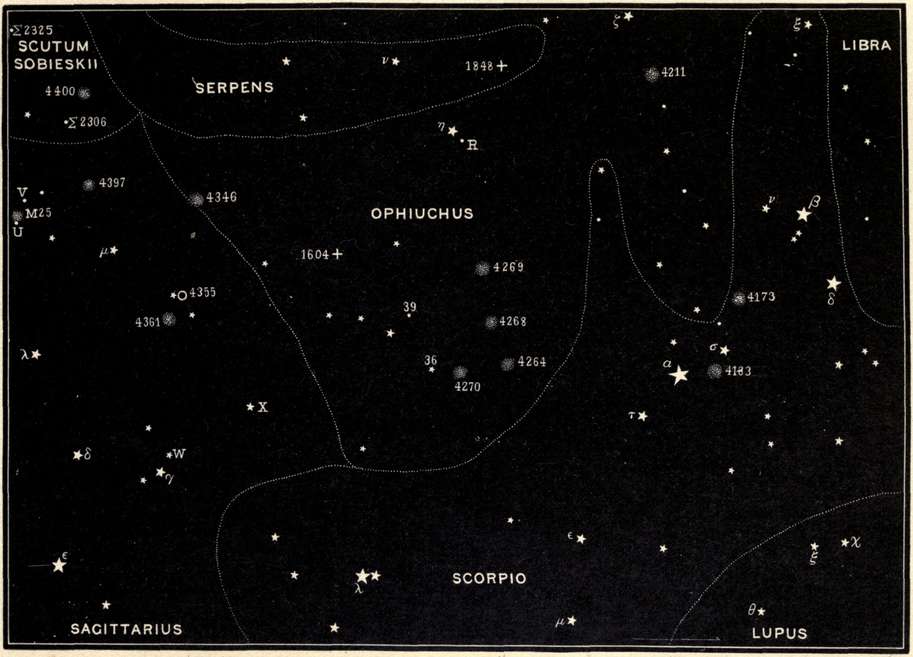 Σ2325
SCUTUM
SOBIESKII
4400
Σ2306
SERPENS
ν
1848
ζ
4211
ξ
LIBRA
η
R
4397
V
M25
U
4346
OPHIUCHUS
ν
β
μ
1604
4269
4355
4361
39
4268
4173
δ
λ
36
4264
4270
σ
α
4183
X
τ
δ
W
γ
ε
ε
χ
ξ
λ
SCORPIO
θ
μ
SAGITTARIUS
LUPUS